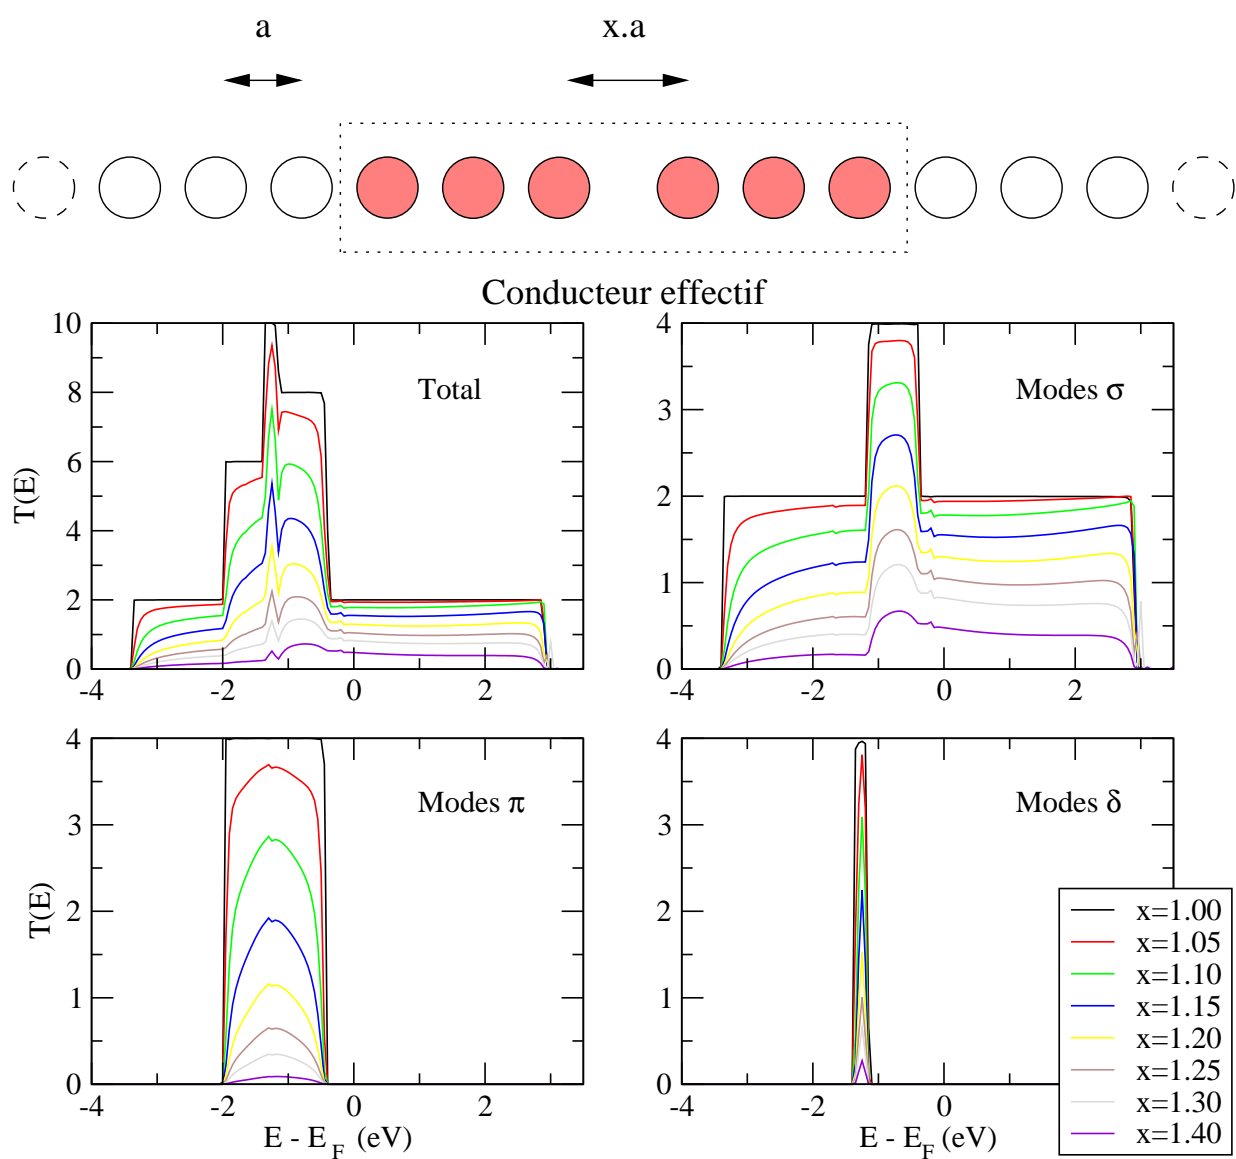 a
x.a
Conducteur effectif
Total
T(E)
10
8
6
4
2
0
-4
-2
0
2
Modes σ
4
3
2
1
0
-4
-2
0
2
Modes π
T(E)
4
3
2
1
0
-4
-2
0
2
E - E_F (eV)
Modes δ
4
3
2
1
0
-4
-2
0
2
E - E_F (eV)
x=1.00
x=1.05
x=1.10
x=1.15
x=1.20
x=1.25
x=1.30
x=1.40